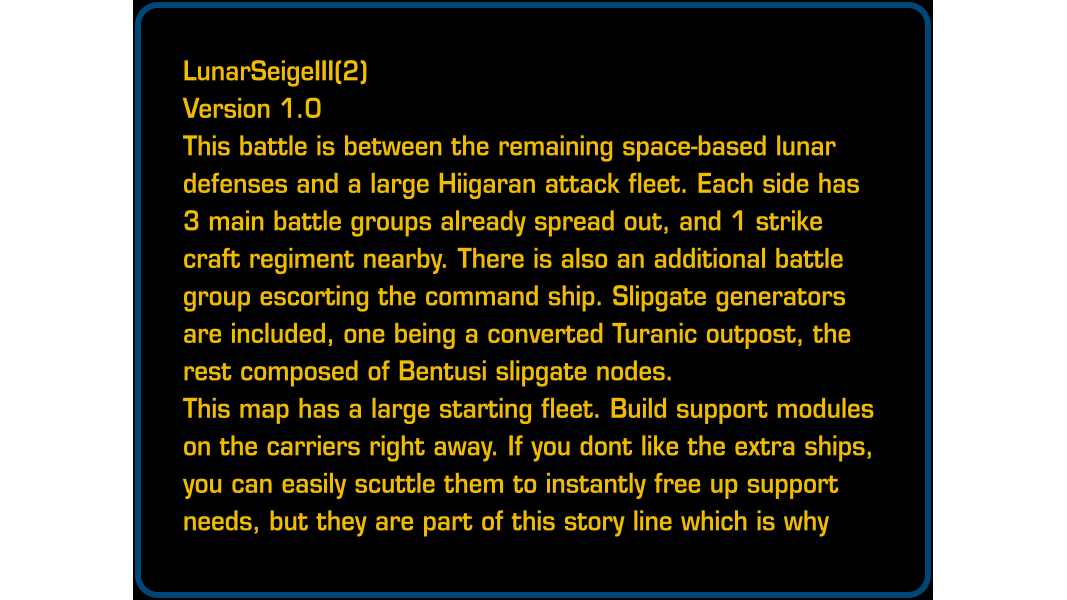 LunarSeigeIII(2)
Version 1.0
This battle is between the remaining space-based lunar
defenses and a large Hiigaran attack fleet. Each side has
3 main battle groups already spread out, and 1 strike
craft regiment nearby. There is also an additional battle
group escorting the command ship. Slipgate generators
are included, one being a converted Turanic outpost, the
rest composed of Bentusi slipgate nodes.
This map has a large starting fleet. Build support modules
on the carriers right away. If you dont like the extra ships,
you can easily scuttle them to instantly free up support
needs, but they are part of this story line which is why